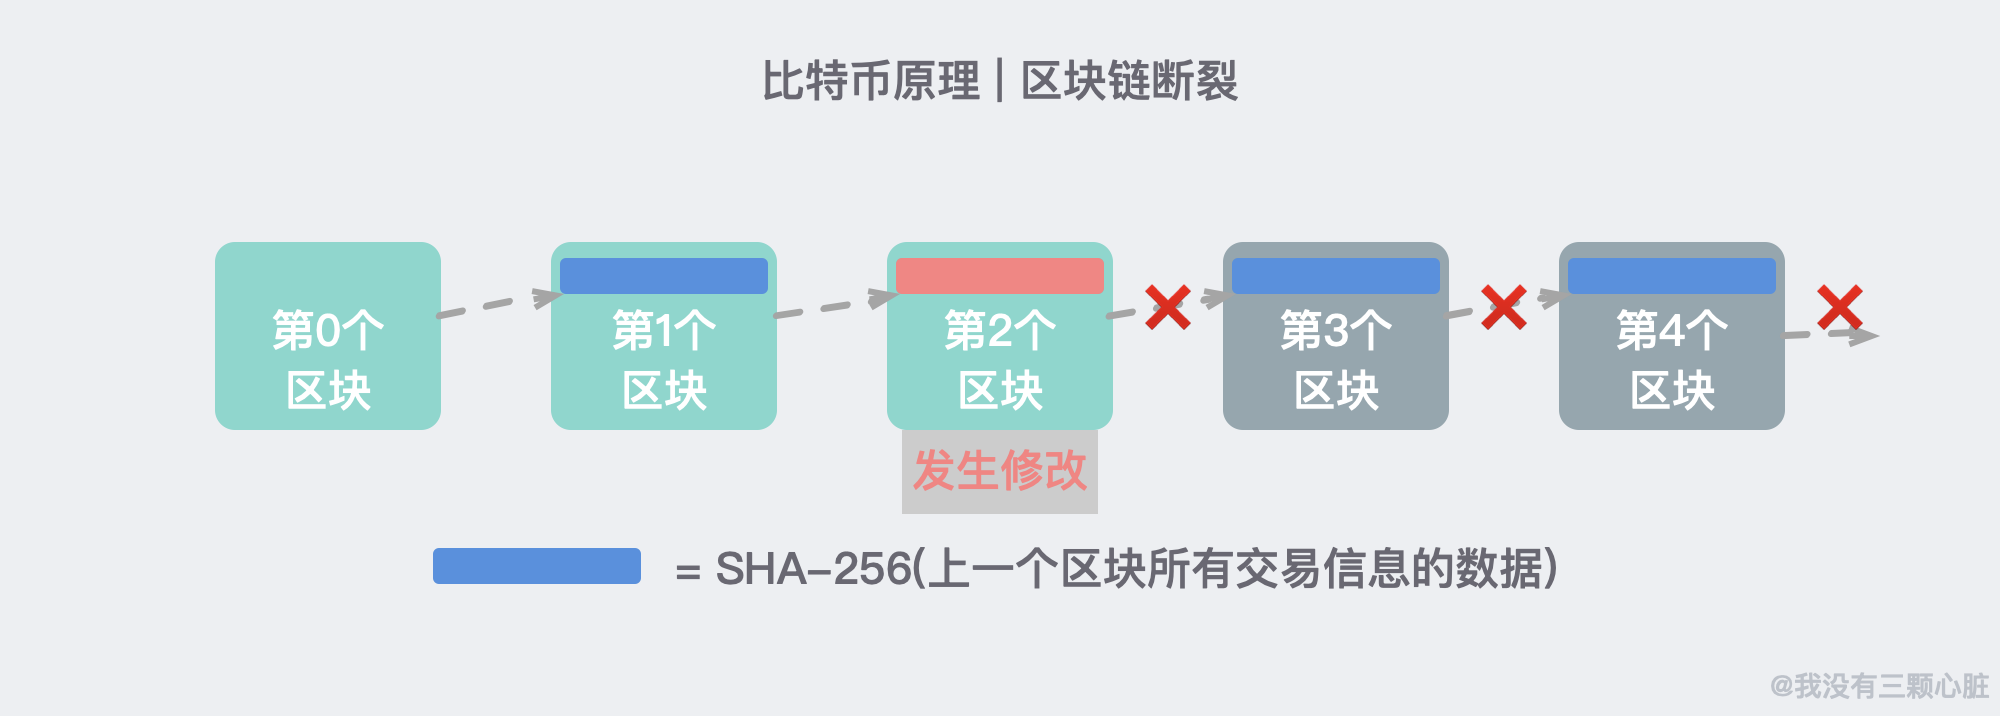 比特币原理 | 区块链断裂
第0个
区块
第1个
区块
第2个
区块
第3个
区块
第4个
区块
发生修改
= SHA-256(上一个区块所有交易信息的数据)
@我没有三颗心脏